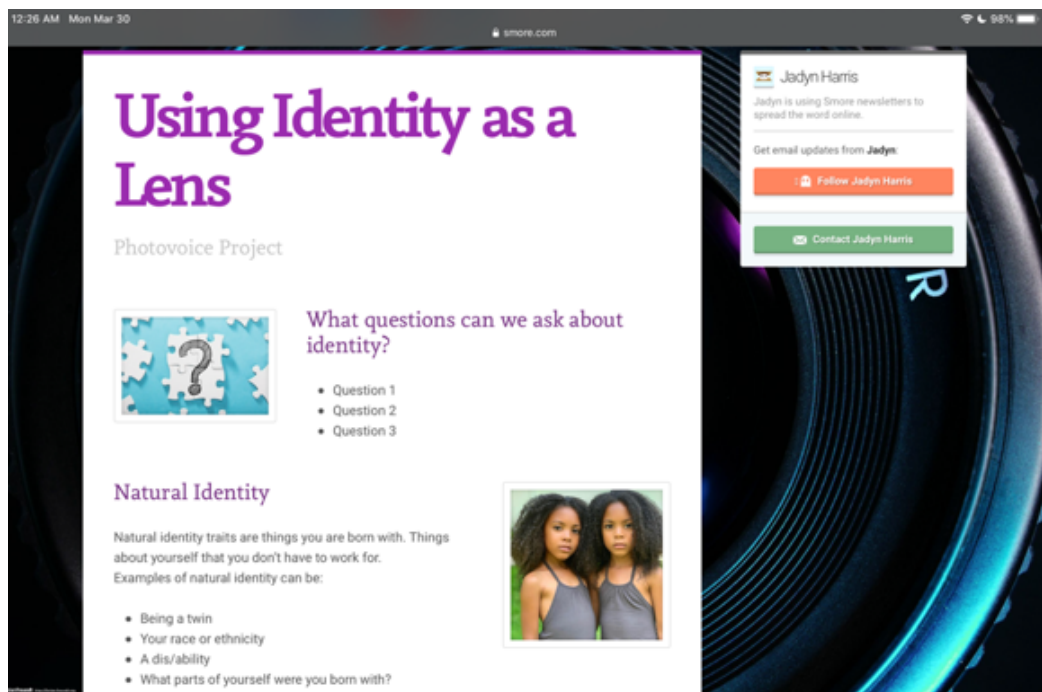 12:26 AM Mon Mar 30
98%
smore.com
Using Identity as a
Lens
Photovoice Project
What questions can we ask about
identity?
• Question 1
• Question 2
• Question 3
Natural Identity
Natural identity traits are things you are born with. Things
about yourself that you don't have to work for.
Examples of natural identity can be:
• Being a twin
• Your race or ethnicity
• A dis/ability
• What parts of yourself were you born with?
Jadyn Harris
Jadyn is using Smore newsletters to
spread the word online.
Get email updates from Jadyn:
Follow Jadyn Harris
Contact Jadyn Harris
R